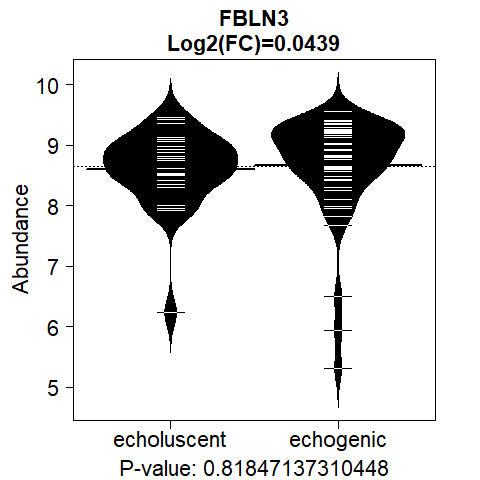 FBLN3
Log2(FC)=0.0439
Abundance
10
9
8
7
6
5
echoluscent echogenic
P-value: 0.81847137310448